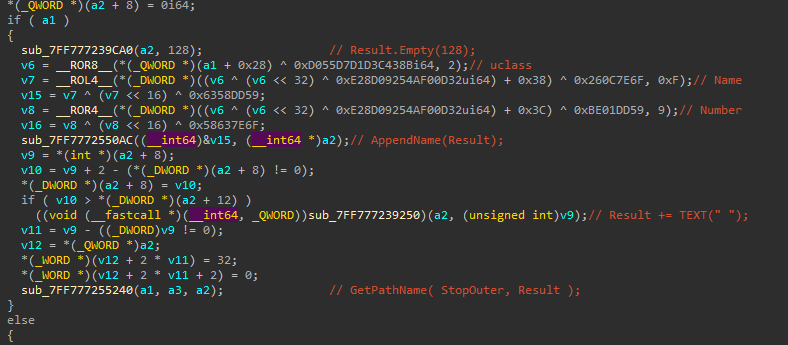 *(_QWORD *)(a2 + 8) = 0i64;
if ( a1 )
{
sub_7FF777239CA0(a2, 128); // Result.Empty(128);
v6 = __ROR8__(*(_QWORD *)(a1 + 0x28) ^ 0xD055D7D1D3C438Bi64, 2);// uclass
v7 = __ROL4__(*(_DWORD *)((v6 ^ (v6 << 32) ^ 0xE28D09254AF00D32ui64) + 0x38) ^ 0x260C7E6F, 0xF);// Name
v15 = v7 ^ (v7 << 16) ^ 0x6358DD59;
v8 = __ROR4__(*(_DWORD *)((v6 ^ (v6 << 32) ^ 0xE28D09254AF00D32ui64) + 0x3C) ^ 0xBE01DD59, 9);// Number
v16 = v8 ^ (v8 << 16) ^ 0x58637E6F;
sub_7FF7772550AC((__int64)&v15, (__int64 *)a2);// AppendName(Result);
v9 = *(int *)(a2 + 8);
v10 = v9 + 2 - (*(_DWORD *)(a2 + 8) != 0);
*(_DWORD *)(a2 + 8) = v10;
if ( v10 > *(_DWORD *)(a2 + 12) )
((void (__fastcall *)(__int64, _QWORD))sub_7FF777239250)(a2, (unsigned int)v9);// Result += TEXT(" ");
v11 = v9 - ((_DWORD)v9 != 0);
v12 = *(_QWORD *)a2;
*(_WORD *)(v12 + 2 * v11) = 32;
*(_WORD *)(v12 + 2 * v11 + 2) = 0;
sub_7FF777255240(a1, a3, a2); // GetPathName( StopOuter, Result );
}
else
{